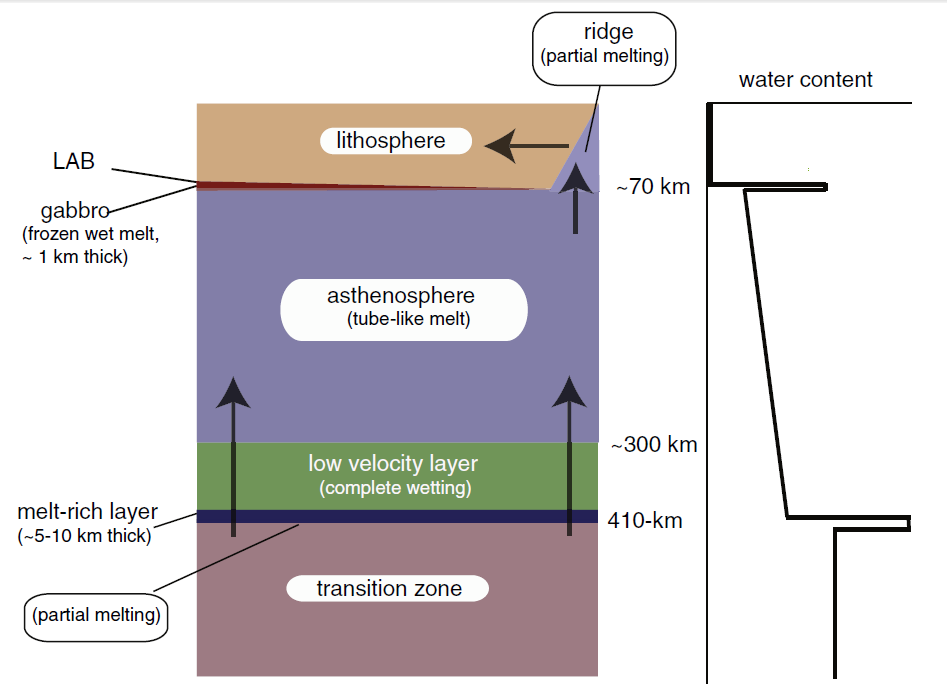 ridge
(partial melting)
water content
lithosphere
LAB
~70 km
gabbro
(frozen wet melt,
~ 1 km thick)
asthenosphere
(tube-like melt)
~300 km
low velocity layer
(complete wetting)
melt-rich layer
(~5-10 km thick)
410-km
transition zone
(partial melting)